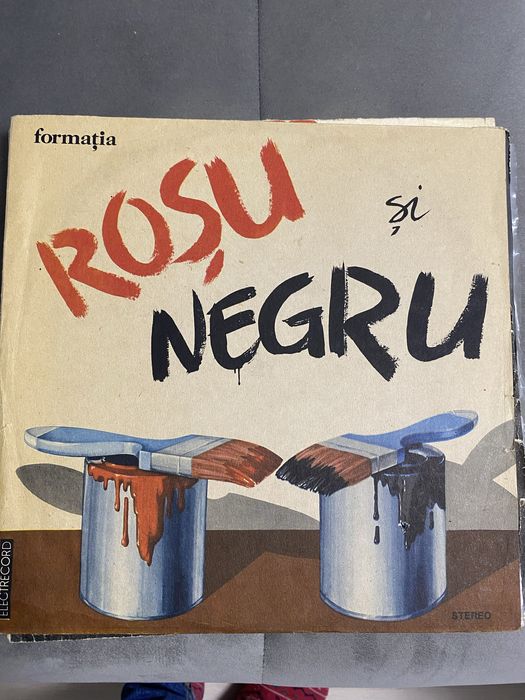 formația
ROȘU
și
NEGRU
ELECTRECORD
STEREO